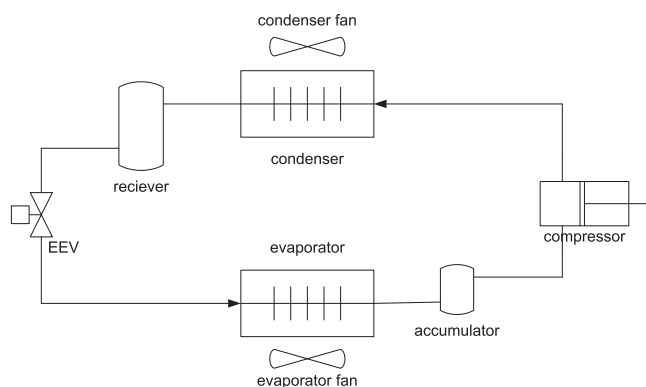 condenser fan
condenser
reciever
EEV
evaporator
compressor
accumulator
evaporator fan